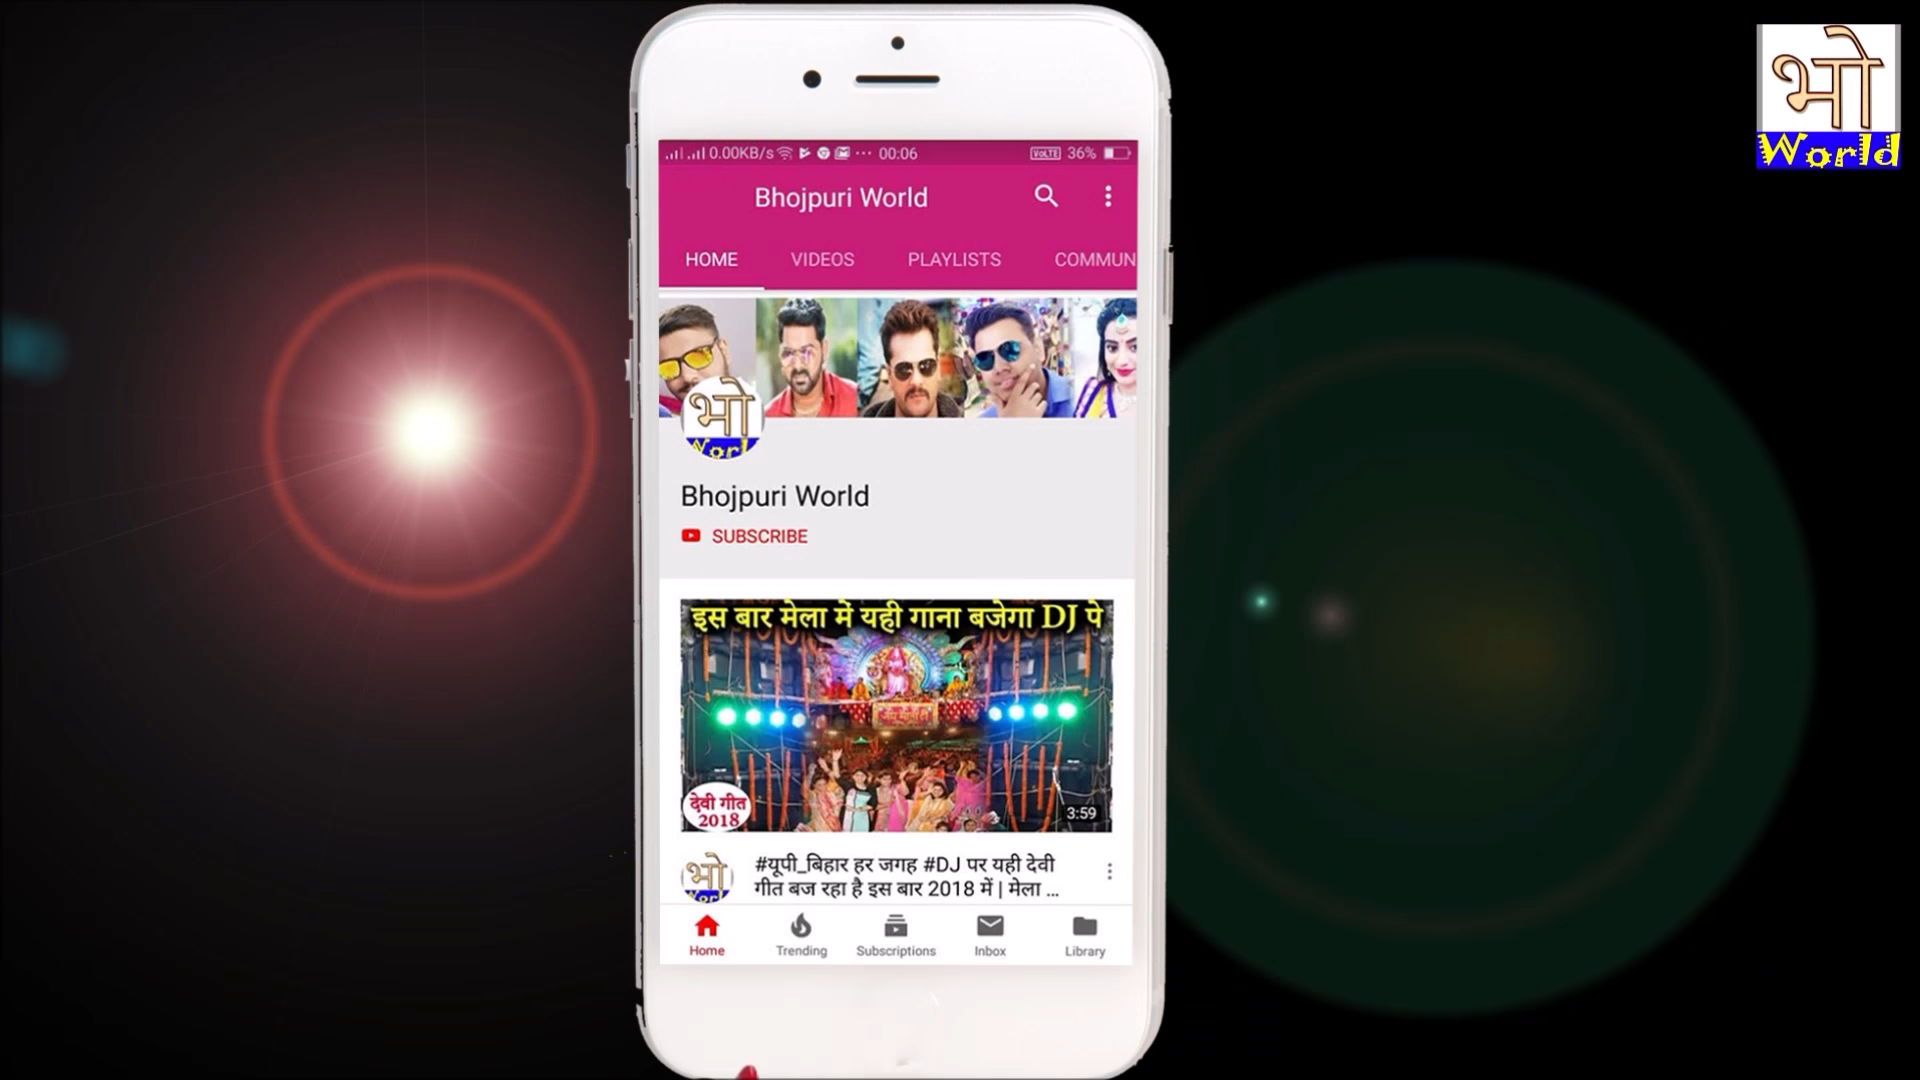 भो
World
0.00KB/s 00:06 VoLTE 36%
Bhojpuri World
HOME VIDEOS PLAYLISTS COMMUN
भो
Worl
Bhojpuri World
SUBSCRIBE
इस बार मेला में यही गाना बजेगा DJ पे
देवी गीत
2018
3:59
भो
Worl
#यूपी_बिहार हर जगह #DJ पर यही देवी
गीत बज रहा है इस बार 2018 में | मेला ...
Home Trending Subscriptions Inbox Library